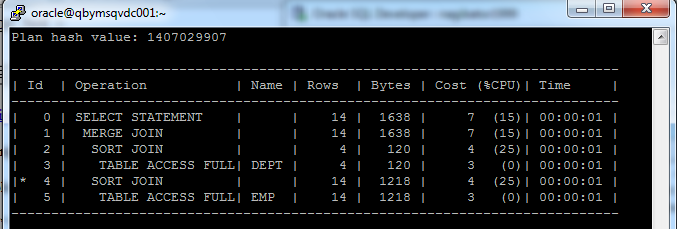 oracle@qbymsqvdc001:~
Plan hash value: 1407029907
---------------------------------------------------------------------------
| Id  | Operation            | Name | Rows  | Bytes | Cost (%CPU)| Time     |
---------------------------------------------------------------------------
|   0 | SELECT STATEMENT     |      |    14 |  1638 |     7  (15)| 00:00:01 |
|   1 |  MERGE JOIN          |      |    14 |  1638 |     7  (15)| 00:00:01 |
|   2 |   SORT JOIN          |      |     4 |   120 |     4  (25)| 00:00:01 |
|   3 |    TABLE ACCESS FULL| DEPT |     4 |   120 |     3   (0)| 00:00:01 |
|*  4 |   SORT JOIN          |      |    14 |  1218 |     4  (25)| 00:00:01 |
|   5 |    TABLE ACCESS FULL| EMP  |    14 |  1218 |     3   (0)| 00:00:01 |
---------------------------------------------------------------------------